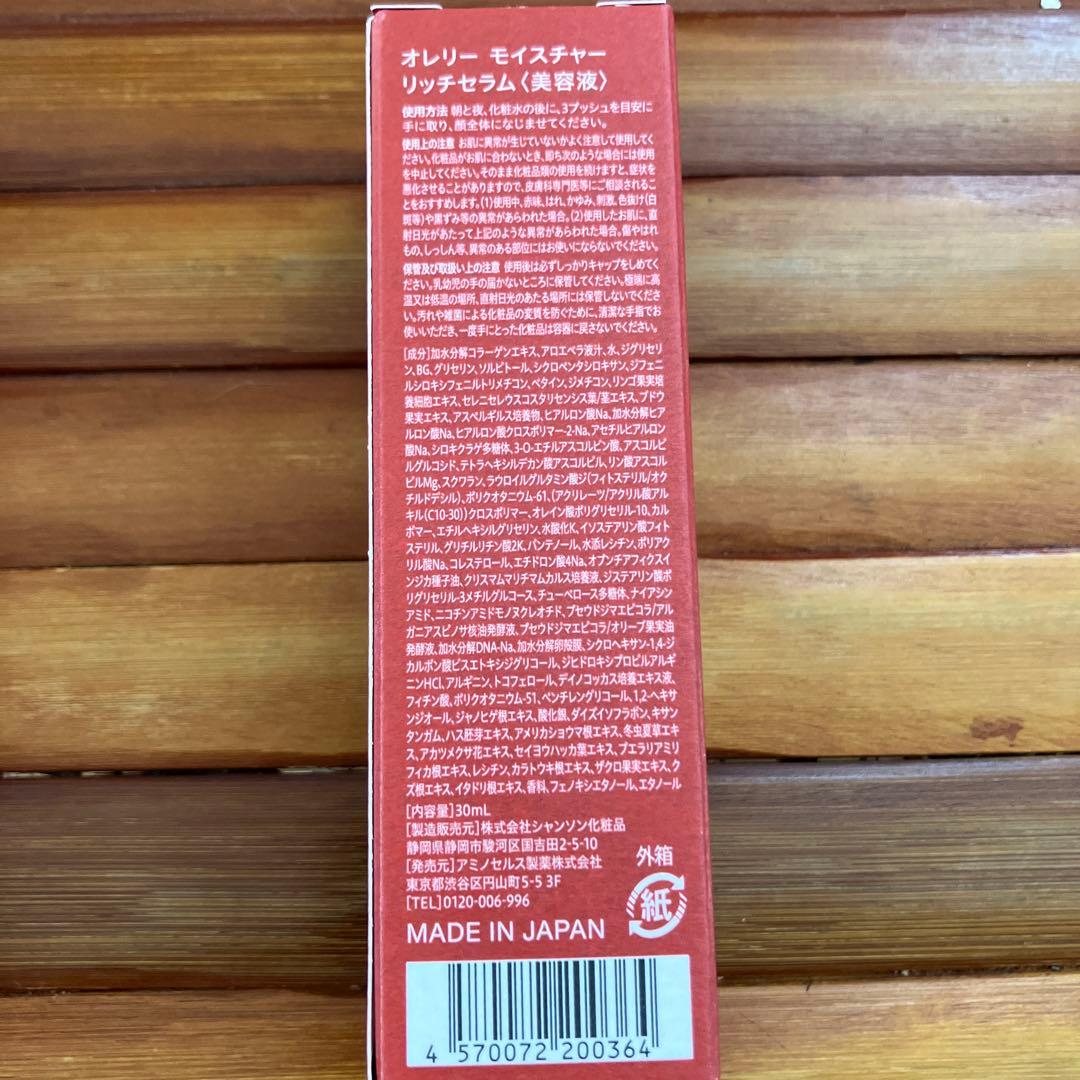 オレリー モイスチャー
リッチセラム〈美容液〉
使用方法 朝と夜、化粧水の後に、3プッシュを目安に
手に取り、顔全体になじませてください。
使用上の注意 お肌に異常が生じていないかよく注意して使用してく
ださい。化粧品がお肌に合わないとき、即ち次のような場合には使用
を中止してください。そのまま化粧品類の使用を続けますと、症状を
悪化させることがありますので、皮膚科専門医等にご相談されるこ
とをおすすめします。(1)使用中、赤味、はれ、かゆみ、刺激、色抜け(白
斑等)や黒ずみ等の異常があらわれた場合。(2)使用したお肌に、直
射日光があたって上記のような異常があらわれた場合。傷やはれ
もの、しっしん等、異常のある部位にはお使いにならないでください。
保管及び取扱い上の注意 使用後は必ずしっかりキャップをしめてく
ださい。乳幼児の手の届かないところに保管してください。極端に高
温又は低温の場所、直射日光のあたる場所には保管しないでくださ
い。汚れや雑菌による化粧品の変質を防ぐために、清潔な手指でお
使いいただき、一度手にとった化粧品は容器に戻さないでください。
[成分]加水分解コラーゲンエキス、アロエベラ液汁、水、ジグリセリ
ン、BG、グリセリン、ソルビトール、シクロペンタシロキサン、ジフェニ
ルシロキシフェニルトリメチコン、ベタイン、ジメチコン、リンゴ果実培
養細胞エキス、セレニセレウスコスタリセンシス葉/茎エキス、ブドウ
果実エキス、アスペルギルス培養物、ヒアルロン酸Na、加水分解ヒア
ルロン酸Na、ヒアルロン酸クロスポリマー-2-Na、アセチルヒアルロン
酸Na、シロキクラゲ多糖体、3-O-エチルアスコルビン酸、アスコルビ
ルグルコシド、テトラヘキシルデカン酸アスコルビル、リン酸アスコル
ビルMg、スクワラン、ラウロイルグルタミン酸ジ(フィトステリル/オク
チルドデシル)、ポリクオタニウム-61、(アクリレーツ/アクリル酸アル
キル(C10-30))クロスポリマー、オレイン酸ポリグリセリル-10、カル
ボマー、エチルヘキシルグリセリン、水酸化K、イソステアリン酸フィト
ステリル、グリチルリチン酸2K、パンテノール、水添レシチン、ポリアク
リル酸Na、コレステロール、エチドロン酸4Na、オプンチアフィクスイ
ンジカ種子油、クリスマムマリチマムカルス培養液、ジステアリン酸ポ
リグリセリル-3メチルグルコース、チューベロース多糖体、ナイアシン
アミド、ニコチンアミドモノヌクレオチド、プセウドジマエピコラ/アル
ガニアスピノサ核油発酵液、プセウドジマエピコラ/オリーブ果実油
発酵液、加水分解DNA-Na、加水分解卵殻膜、シクロヘキサン-1,4-ジ
カルボン酸ビスエトキシジグリコール、ジヒドロキシプロピルアルギ
ニンHCl、アルギニン、トコフェロール、デイノコッカス培養エキス液、
フィチン酸、ポリクオタニウム-51、ペンチレングリコール、1,2-ヘキサ
ンジオール、ジャノヒゲ根エキス、酸化銀、ダイズイソフラボン、キサン
タンガム、ハス胚芽エキス、アメリカショウマ根エキス、冬虫夏草エキ
ス、アカツメクサ花エキス、セイヨウハッカ葉エキス、プエラリアミリ
フィカ根エキス、レシチン、カラトウキ根エキス、ザクロ果実エキス、ク
ズ根エキス、イタドリ根エキス、香料、フェノキシエタノール、エタノール
[内容量]30mL
[製造販売元]株式会社シャンソン化粧品
静岡県静岡市駿河区国吉田2-5-10
[発売元]アミノセルス製薬株式会社
東京都渋谷区円山町5-5 3F
[TEL]0120-006-996
外箱
紙
MADE IN JAPAN
4 570072 200364